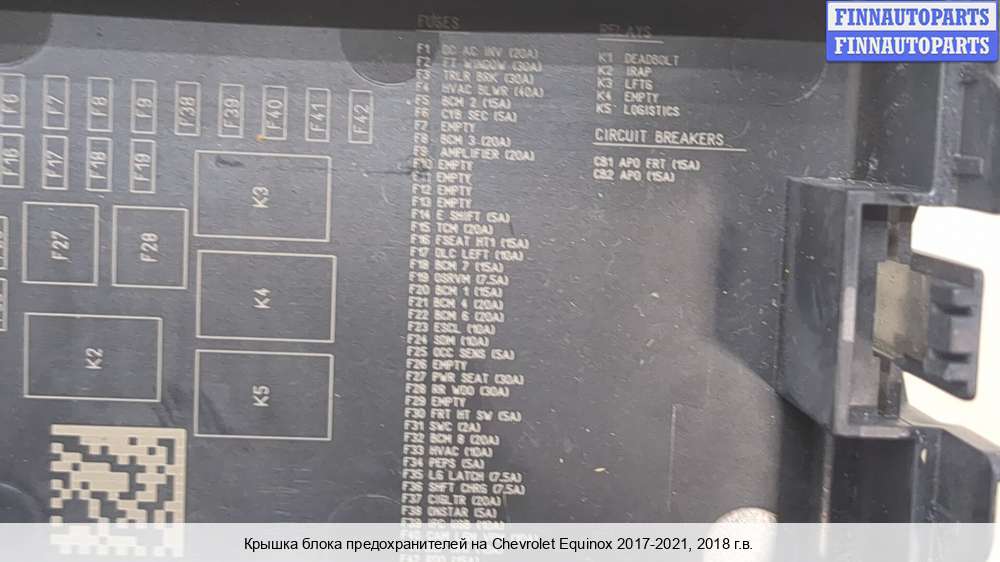 FINNAUTOPARTS
FINNAUTOPARTS
F6
F7
F8
F9
F38
F39
F40
F41
F42
F16
F17
F18
F19
F27
F28
K3
K4
K2
K5
FUSES
F1 DC AC INV (20A)
F2 WINDOW (30A)
F3 TRLR BRK (30A)
F4 HVAC BLWR (40A)
F5 BCM 2 (15A)
F6 CYB SEC (5A)
F7 EMPTY
F8 BCM 3 (20A)
F9 AMPLIFIER (20A)
F10 EMPTY
F11 EMPTY
F12 EMPTY
F13 EMPTY
F14 E SHIFT (5A)
F15 TCM (20A)
F16 FSEAT HT1 (15A)
F17 DLC LEFT (10A)
F18 BCM 7 (15A)
F19 OSRVM (7.5A)
F20 BCM 1 (15A)
F21 BCM 4 (20A)
F22 BCM 6 (20A)
F23 ESCL (10A)
F24 SDM (10A)
F25 OCC SENS (5A)
F26 EMPTY
F27 PWR SEAT (30A)
F28 RR WDO (30A)
F29 EMPTY
F30 FRT HT SW (5A)
F31 SWC (2A)
F32 BCM 8 (20A)
F33 HVAC (10A)
F34 PEPS (5A)
F35 LG LATCH (7.5A)
F36 SHFT CHRG (7.5A)
F37 CIGLTR (20A)
F38 ONSTAR (5A)
RELAYS
K1 DEADBOLT
K2 IRAP
K3 LFTG
K4 EMPTY
K5 LOGISTICS
CIRCUIT BREAKERS
CB1 APO FRT (15A)
CB2 APO (15A)
Крышка блока предохранителей на Chevrolet Equinox 2017-2021, 2018 г.в.